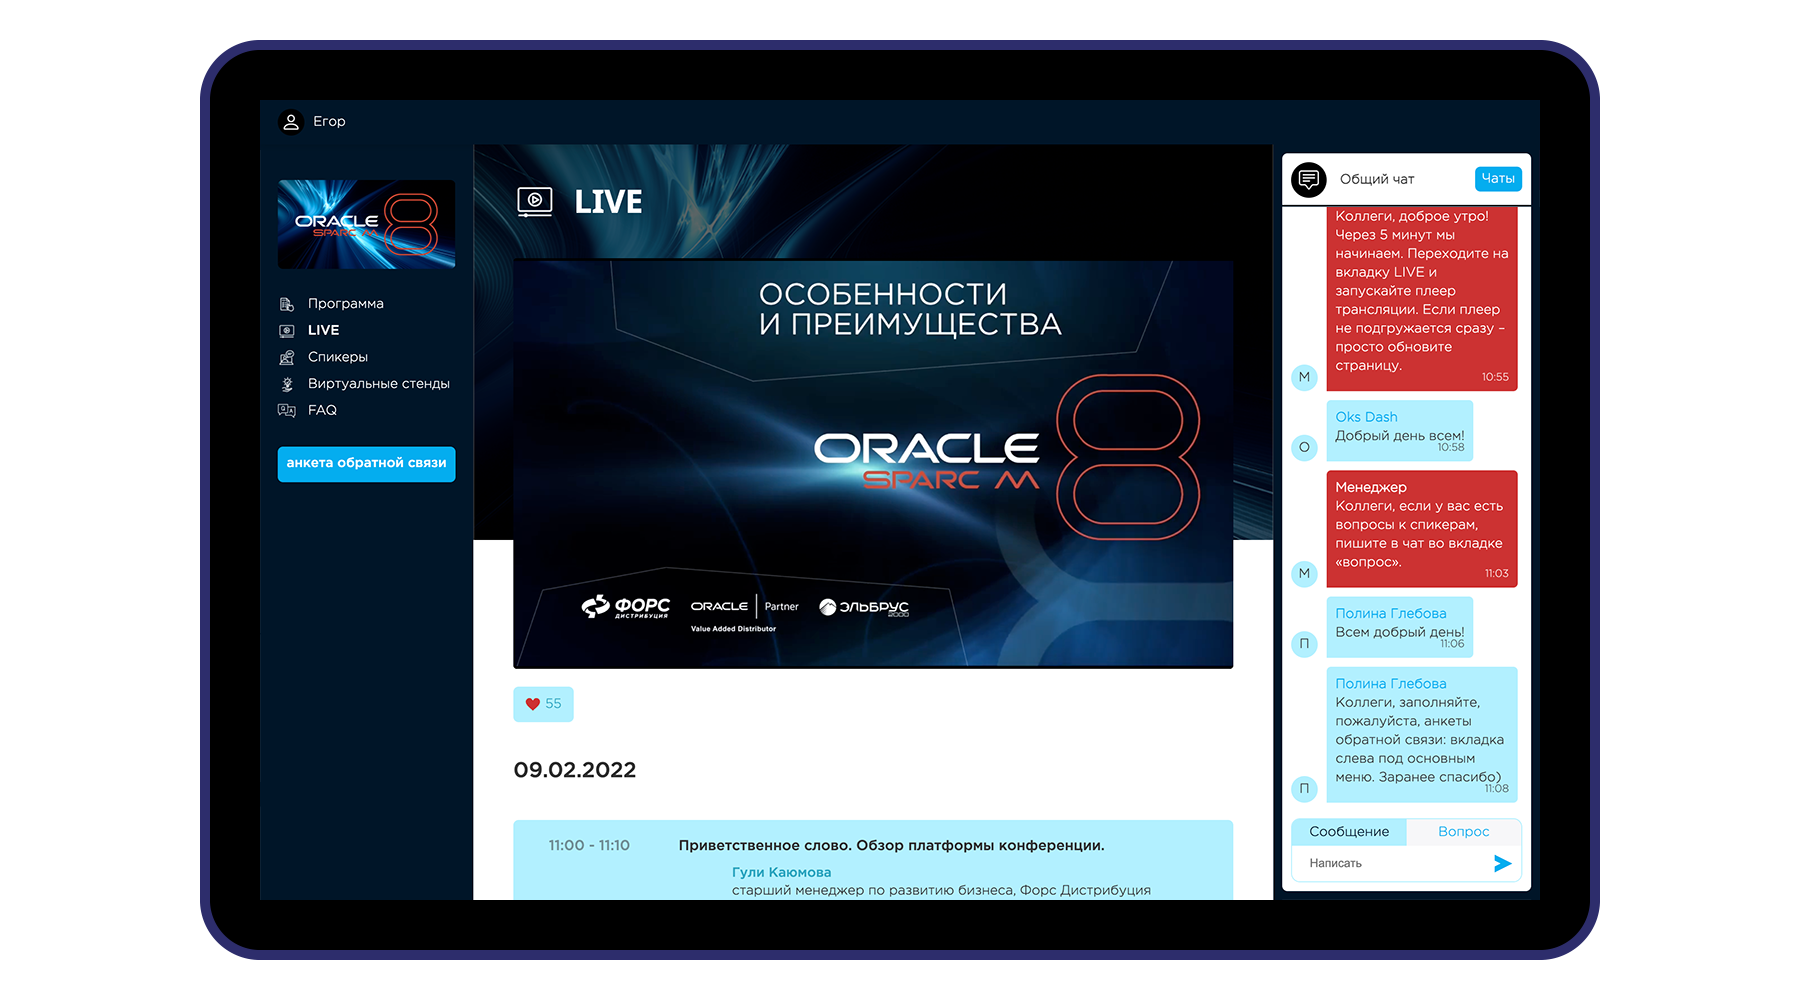 Егор
ORACLE
SPARC M
8
Программа
LIVE
Спикеры
Виртуальные стенды
FAQ
анкета обратной связи
LIVE
ОСОБЕННОСТИ
И ПРЕИМУЩЕСТВА
ORACLE
SPARC M
8
ФОРС
ДИСТРИБУЦИЯ
ORACLE | Partner
Value Added Distributor
ЭЛЬБРУС
2000
55
09.02.2022
11:00 - 11:10
Приветственное слово. Обзор платформы конференции.
Гули Каюмова
старший менеджер по развитию бизнеса, Форс Дистрибуция
Общий чат
Чаты
Коллеги, доброе утро!
Через 5 минут мы
начинаем. Переходите на
вкладку LIVE и
запускайте плеер
трансляции. Если плеер
не подгружается сразу –
просто обновите
страницу.
10:55
М
Oks Dash
Добрый день всем!
10:58
O
Менеджер
Коллеги, если у вас есть
вопросы к спикерам,
пишите в чат во вкладке
«вопрос».
11:03
М
Полина Глебова
Всем добрый день!
11:06
П
Полина Глебова
Коллеги, заполняйте,
пожалуйста, анкеты
обратной связи: вкладка
слева под основным
меню. Заранее спасибо)
11:08
П
Сообщение
Вопрос
Написать